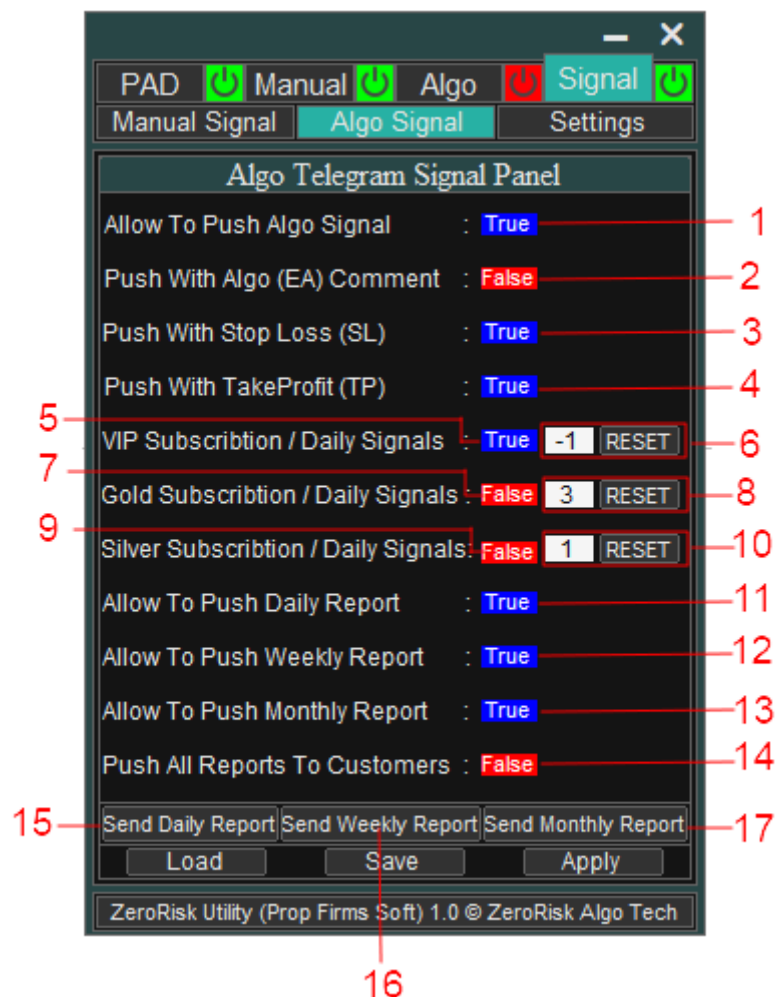 PAD Manual Algo Signal
Manual Signal Algo Signal Settings
Algo Telegram Signal Panel
Allow To Push Algo Signal : True 1
Push With Algo (EA) Comment : False 2
Push With Stop Loss (SL) : True 3
Push With TakeProfit (TP) : True 4
5 VIP Subscribtion / Daily Signals : True -1 RESET 6
7 Gold Subscribtion / Daily Signals : False 3 RESET 8
9 Silver Subscribtion / Daily Signals: False 1 RESET 10
Allow To Push Daily Report : True 11
Allow To Push Weekly Report : True 12
Allow To Push Monthly Report : True 13
Push All Reports To Customers : False 14
15 Send Daily Report Send Weekly Report Send Monthly Report 17
Load Save Apply
ZeroRisk Utility (Prop Firms Soft) 1.0 © ZeroRisk Algo Tech
16